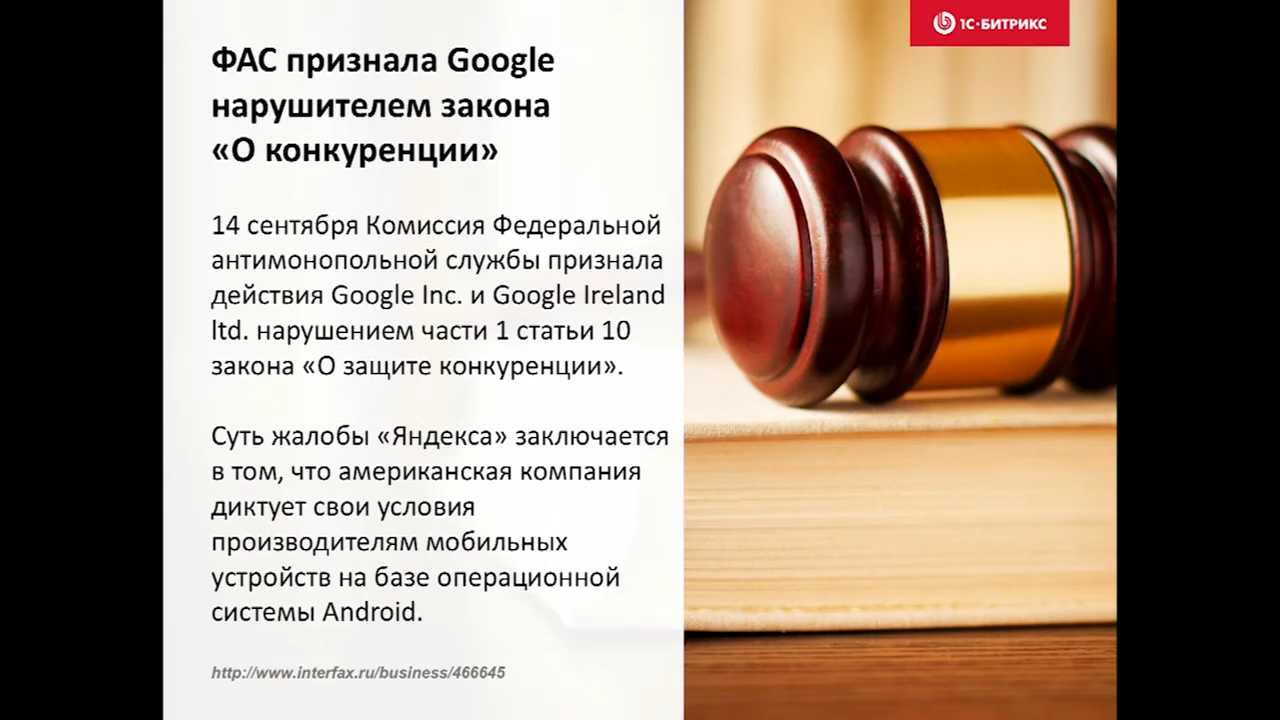 1С-БИТРИКС
ФАС признала Google
нарушителем закона
«О конкуренции»
14 сентября Комиссия Федеральной
антимонопольной службы признала
действия Google Inc. и Google Ireland
ltd. нарушением части 1 статьи 10
закона «О защите конкуренции».
Суть жалобы «Яндекса» заключается
в том, что американская компания
диктует свои условия
производителям мобильных
устройств на базе операционной
системы Android.
http://www.interfax.ru/business/466645